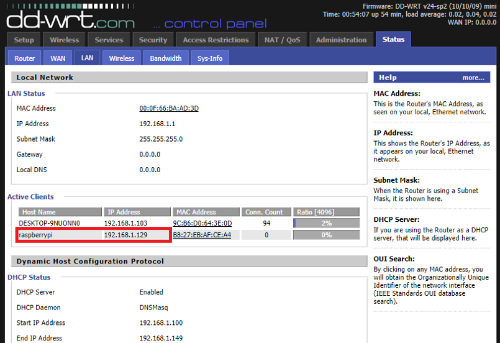 Firmware: DD-WRT v24-sp2 (10/10/09) mini
Time: 00:54:07 up 54 min, load average: 0.02, 0.04, 0.02
WAN IP: 0.0.0.0
dd-wrt.com ... control panel
Setup Wireless Services Security Access Restrictions NAT / QoS Administration Status
Router WAN LAN Wireless Bandwidth Sys-Info
Local Network
LAN Status
MAC Address 00:0F:66:BA:AD:3D
IP Address 192.168.1.1
Subnet Mask 255.255.255.0
Gateway 0.0.0.0
Local DNS 0.0.0.0
Active Clients
Host Name IP Address MAC Address Conn. Count Ratio [4096]
DESKTOP-9NUONN0 192.168.1.103 9C:B6:D0:64:3E:0D 94 2%
raspberrypi 192.168.1.129 B8:27:EB:AF:CE:A4 0 0%
Dynamic Host Configuration Protocol
DHCP Status
DHCP Server Enabled
DHCP Daemon DNSMasq
Start IP Address 192.168.1.100
End IP Address 192.168.1.149
Help more...
MAC Address:
This is the Router's MAC Address, as
seen on your local, Ethernet network.
IP Address:
This shows the Router's IP Address, as
it appears on your local, Ethernet
network.
Subnet Mask:
When the Router is using a Subnet
Mask, it is shown here.
DHCP Server:
If you are using the Router as a DHCP
server, that will be displayed here.
OUI Search:
By clicking on any MAC address, you
will obtain the Organizationally Unique
Identifier of the network interface
(IEEE Standards OUI database
search).